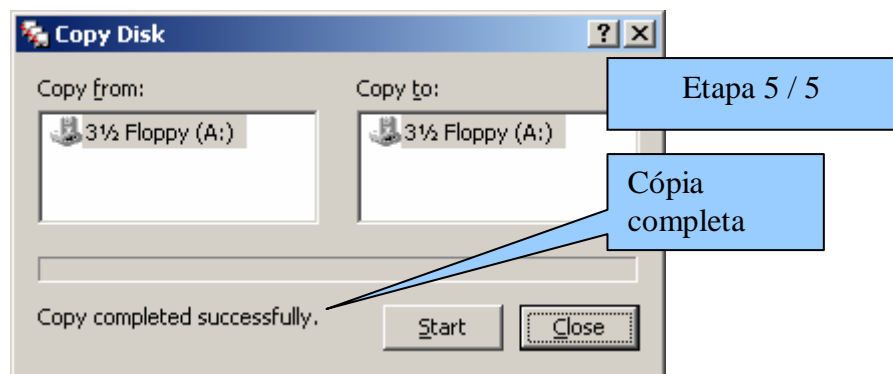 Copy Disk
Copy from:
Copy to:
3½ Floppy (A:)
3½ Floppy (A:)
Etapa 5 / 5
Cópia
completa
Copy completed successfully.
Start
Close